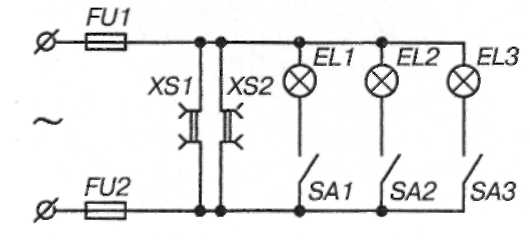 FU1
EL1 EL2 EL3
XS1 XS2
~
FU2
SA1 SA2 SA3